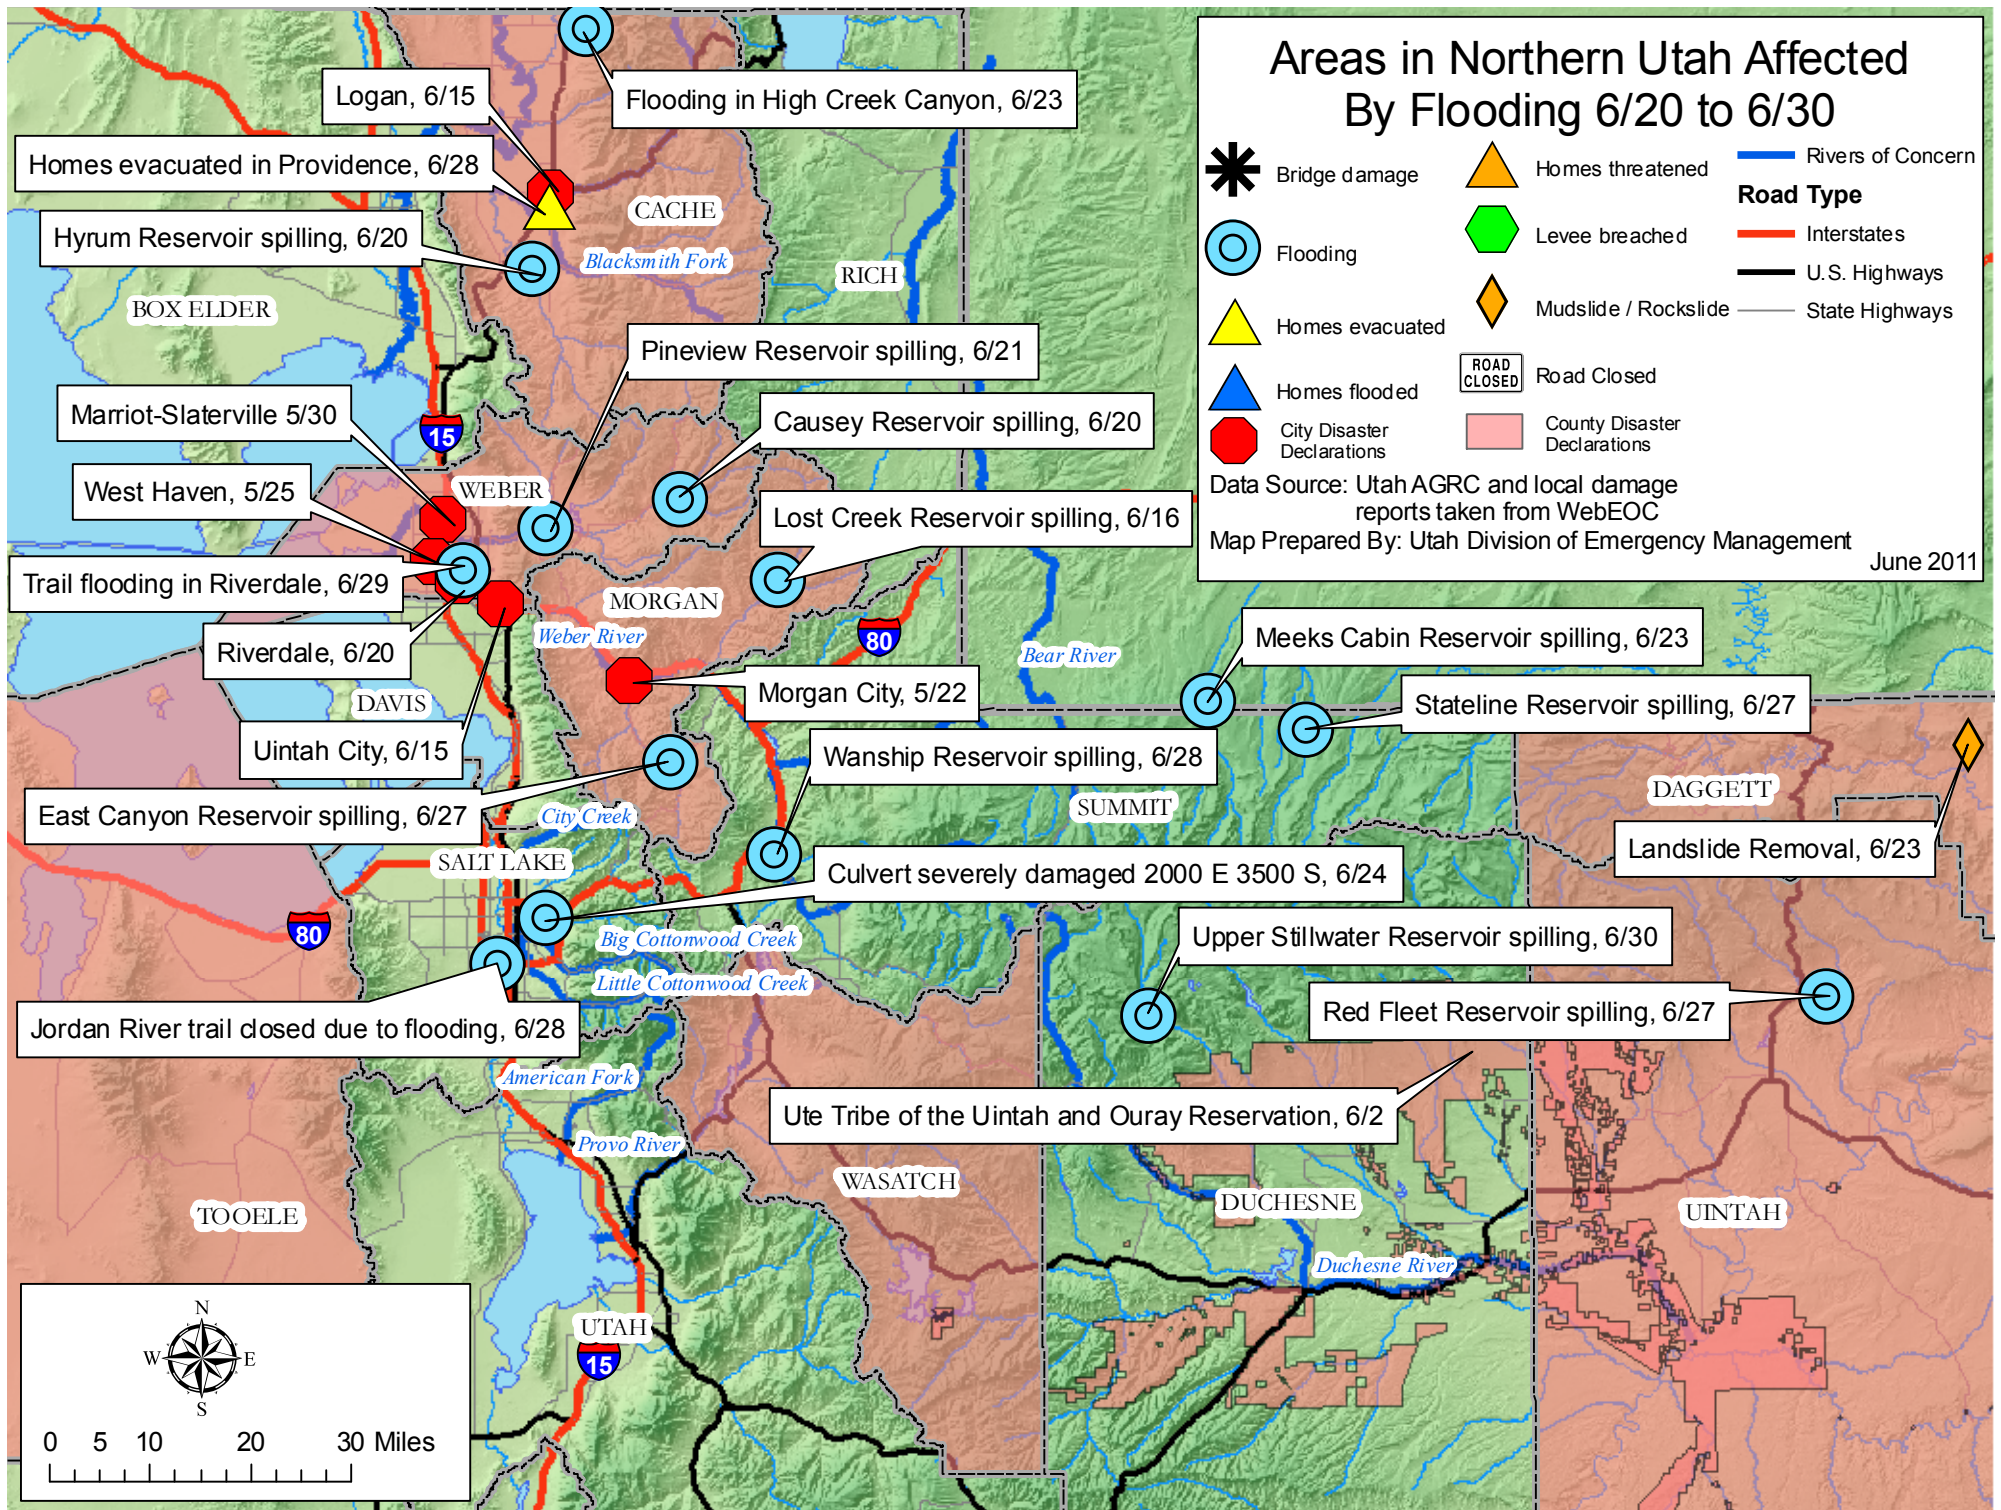 Areas in Northern Utah Affected
By Flooding 6/20 to 6/30
Bridge damage
Flooding
Homes evacuated
Homes flooded
City Disaster
Declarations
Homes threatened
Levee breached
Mudslide / Rockslide
ROAD
CLOSED
Road Closed
County Disaster
Declarations
Rivers of Concern
Road Type
Interstates
U.S. Highways
State Highways
Data Source: Utah AGRC and local damage
reports taken from WebEOC
Map Prepared By: Utah Division of Emergency Management
June 2011
Logan, 6/15
Flooding in High Creek Canyon, 6/23
Homes evacuated in Providence, 6/28
CACHE
Hyrum Reservoir spilling, 6/20
Blacksmith Fork
RICH
BOX ELDER
Pineview Reservoir spilling, 6/21
Marriot-Slaterville 5/30
15
Causey Reservoir spilling, 6/20
West Haven, 5/25
WEBER
Lost Creek Reservoir spilling, 6/16
Trail flooding in Riverdale, 6/29
MORGAN
Weber River
80
Riverdale, 6/20
Bear River
Meeks Cabin Reservoir spilling, 6/23
Morgan City, 5/22
DAVIS
Stateline Reservoir spilling, 6/27
Uintah City, 6/15
Wanship Reservoir spilling, 6/28
East Canyon Reservoir spilling, 6/27
City Creek
SUMMIT
DAGGETT
Landslide Removal, 6/23
SALT LAKE
Culvert severely damaged 2000 E 3500 S, 6/24
80
Big Cottonwood Creek
Upper Stillwater Reservoir spilling, 6/30
Little Cottonwood Creek
Red Fleet Reservoir spilling, 6/27
Jordan River trail closed due to flooding, 6/28
American Fork
Ute Tribe of the Uintah and Ouray Reservation, 6/2
Provo River
WASATCH
DUCHESNE
TOOELE
UINTAH
Duchesne River
UTAH
15
N
W E
S
0 5 10 20 30 Miles